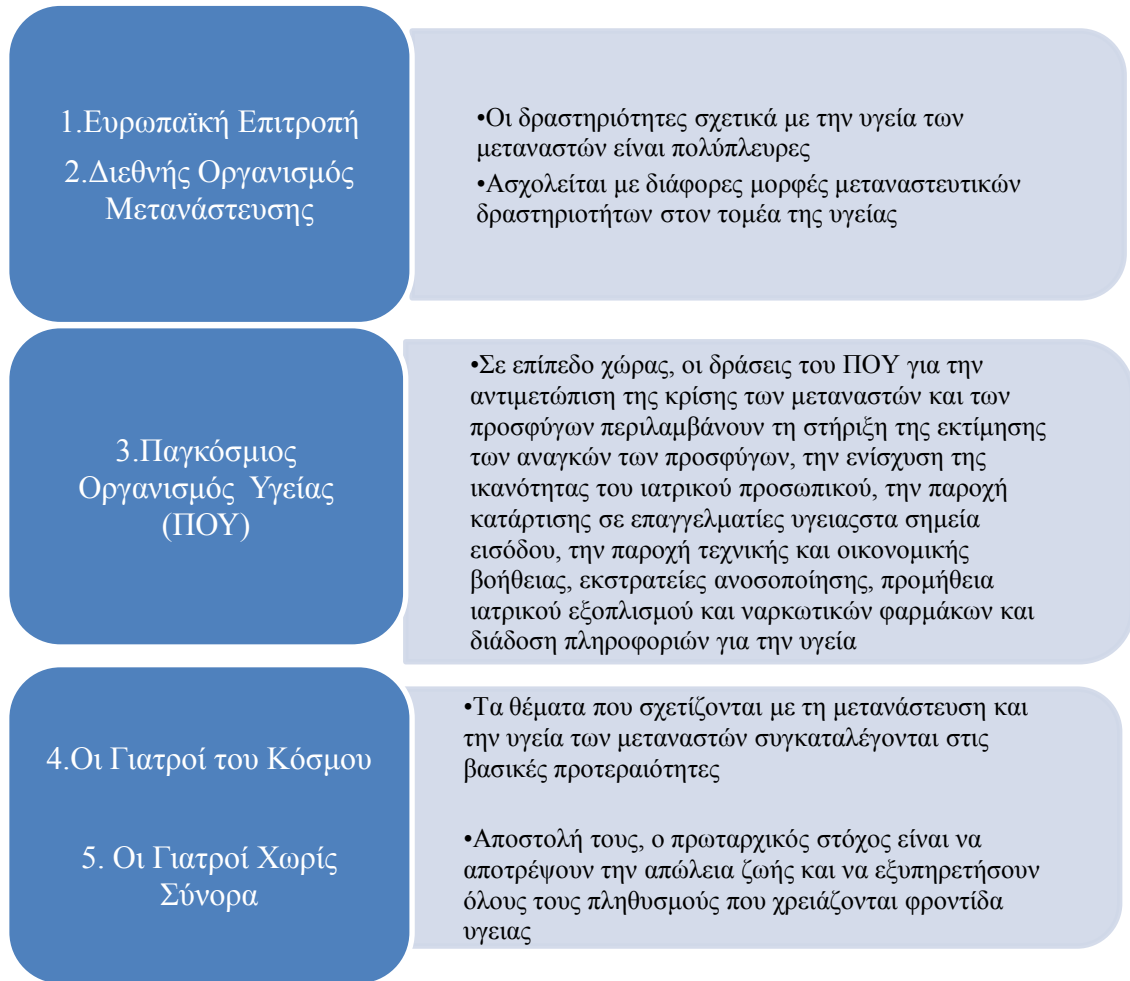 1.Ευρωπαϊκή Επιτροπή
2.Διεθνής Οργανισμός
Μετανάστευσης
•Οι δραστηριότητες σχετικά με την υγεία των
μεταναστών είναι πολύπλευρες
•Ασχολείται με διάφορες μορφές μεταναστευτικών
δραστηριοτήτων στον τομέα της υγείας
3.Παγκόσμιος
Οργανισμός Υγείας
(ΠΟΥ)
•Σε επίπεδο χώρας, οι δράσεις του ΠΟΥ για την
αντιμετώπιση της κρίσης των μεταναστών και των
προσφύγων περιλαμβάνουν τη στήριξη της εκτίμησης
των αναγκών των προσφύγων, την ενίσχυση της
ικανότητας του ιατρικού προσωπικού, την παροχή
κατάρτισης σε επαγγελματίες υγειαςστα σημεία
εισόδου, την παροχή τεχνικής και οικονομικής
βοήθειας, εκστρατείες ανοσοποίησης, προμήθεια
ιατρικού εξοπλισμού και ναρκωτικών φαρμάκων και
διάδοση πληροφοριών για την υγεία
4.Οι Γιατροί του Κόσμου
5. Οι Γιατροί Χωρίς
Σύνορα
•Τα θέματα που σχετίζονται με τη μετανάστευση και
την υγεία των μεταναστών συγκαταλέγονται στις
βασικές προτεραιότητες
•Αποστολή τους, ο πρωταρχικός στόχος είναι να
αποτρέψουν την απώλεια ζωής και να εξυπηρετήσουν
όλους τους πληθυσμούς που χρειάζονται φροντίδα
υγειας